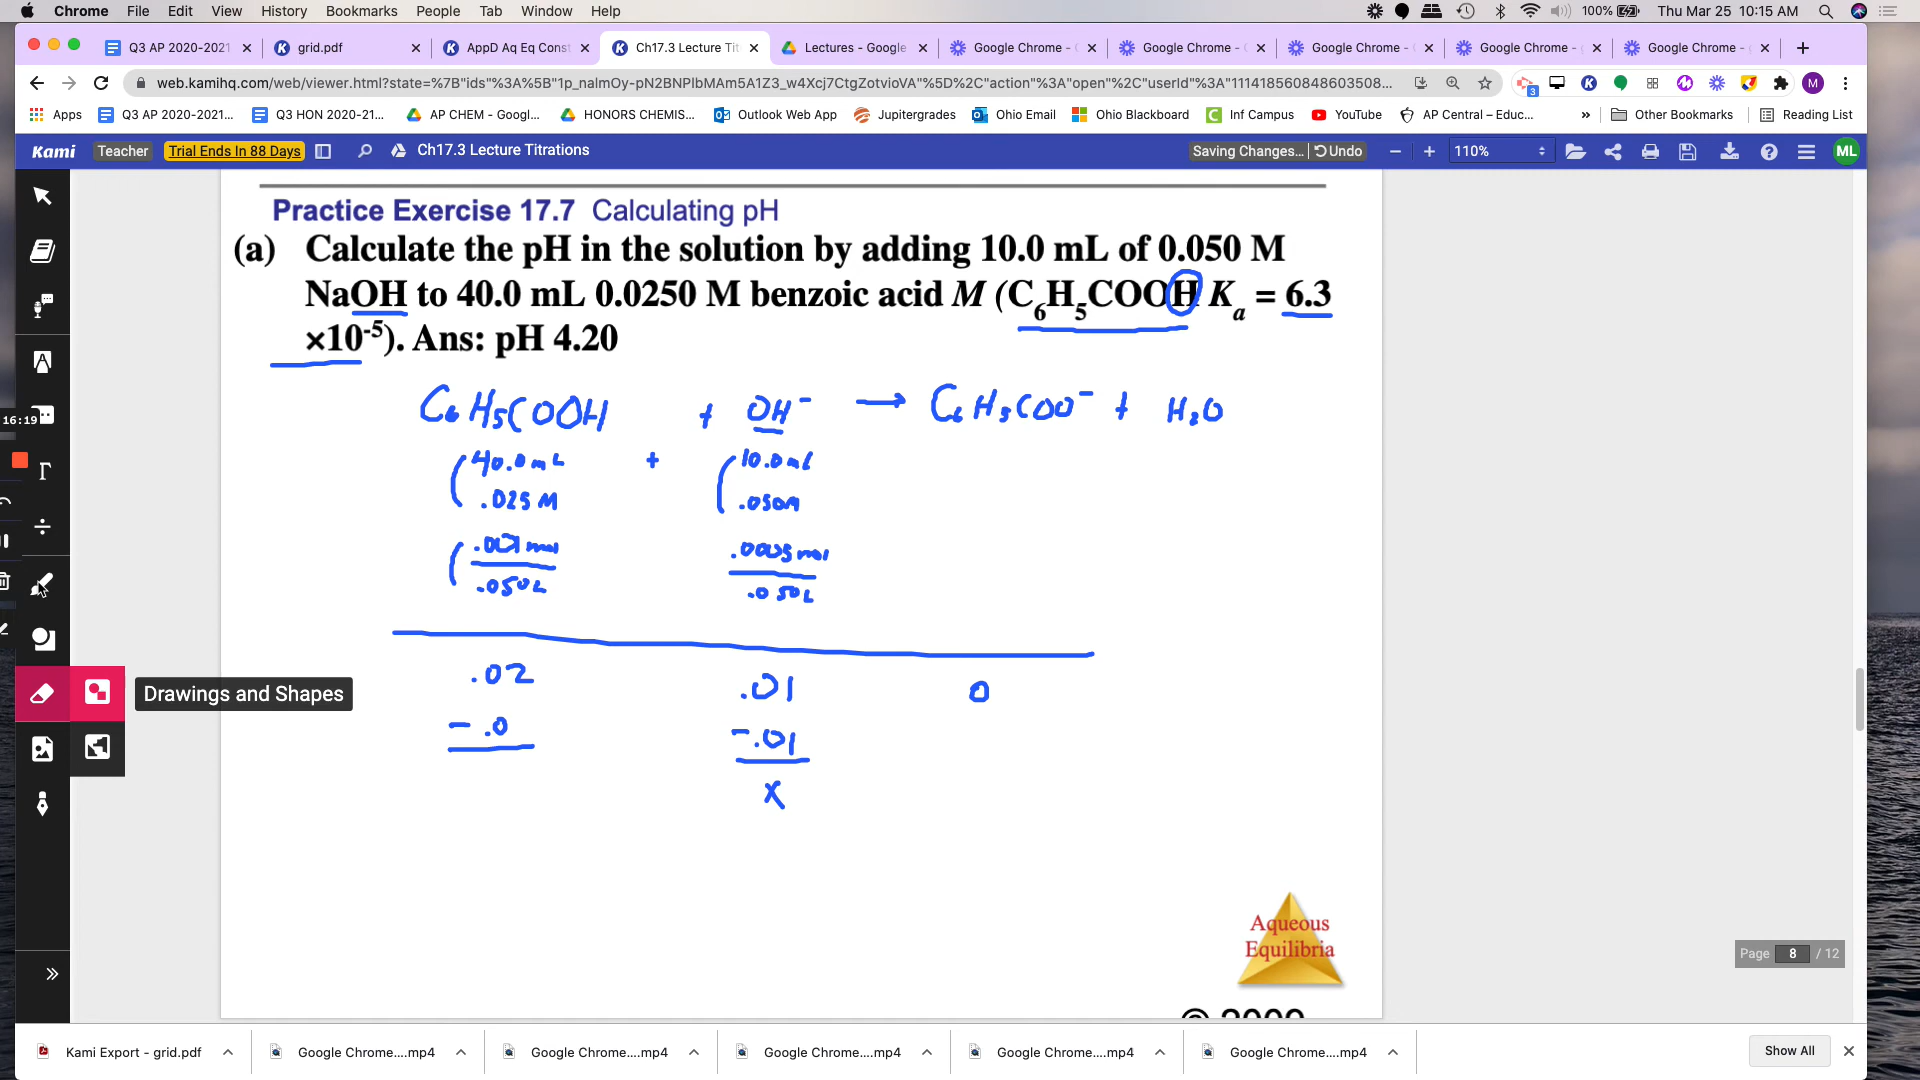 Chrome File Edit View History Bookmarks People Tab Window Help 100% Thu Mar 25 10:15 AM
Q3 AP 2020-2021 grid.pdf AppD Aq Eq Const Ch17.3 Lecture Tit Lectures - Google Google Chrome - Google Chrome - Google Chrome - Google Chrome - Google Chrome -
web.kamihq.com/web/viewer.html?state=%7B"ids"%3A%5B"1p_nalmOy-pN2BNPlbMAm5A1Z3_w4Xcj7CtgZotvioVA"%5D%2C"action"%3A"open"%2C"userId"%3A"111418560848603508...
3 M
Apps Q3 AP 2020-2021... Q3 HON 2020-21... AP CHEM - Googl... HONORS CHEMIS... Outlook Web App Jupitergrades Ohio Email Ohio Blackboard Inf Campus YouTube AP Central – Educ... » Other Bookmarks Reading List
Kami Teacher Trial Ends In 88 Days Ch17.3 Lecture Titrations Saving Changes... Undo 110% ML
Practice Exercise 17.7 Calculating pH
(a) Calculate the pH in the solution by adding 10.0 mL of 0.050 M
NaOH to 40.0 mL 0.0250 M benzoic acid M (C6H5COOH Ka = 6.3
×10-5). Ans: pH 4.20
C6H5COOH + OH- → C6H5COO- + H2O
16:19
40.0mL + 10.0mL
.025 M .050M
.001 mol .0005 mol
.050L .050L
.02 .01 0
Drawings and Shapes
- .0 -.01
x
Aqueous
Equilibria
Page 8 / 12
© 2009
Kami Export - grid.pdf Google Chrome....mp4 Google Chrome....mp4 Google Chrome....mp4 Google Chrome....mp4 Google Chrome....mp4 Show All